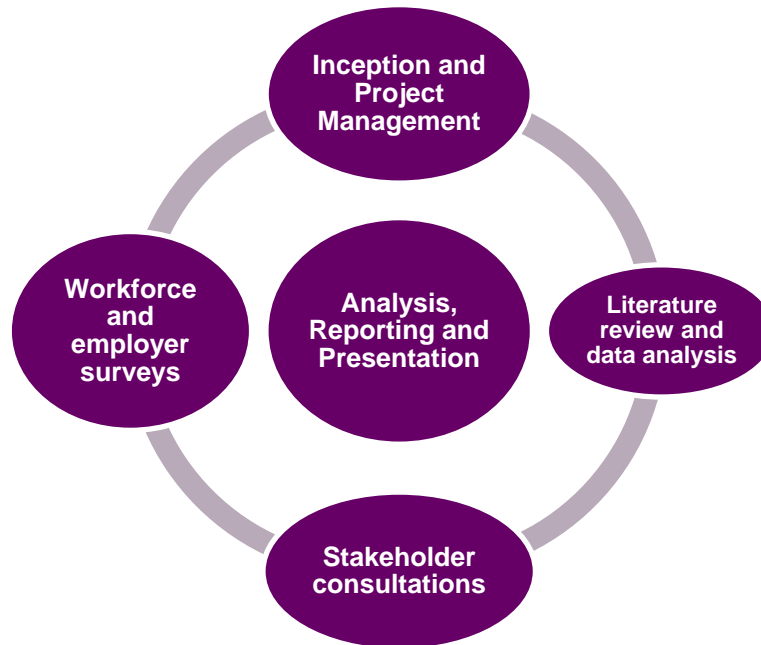 Inception and
Project
Management
Workforce
and
employer
surveys
Analysis,
Reporting and
Presentation
Literature
review and
data analysis
Stakeholder
consultations